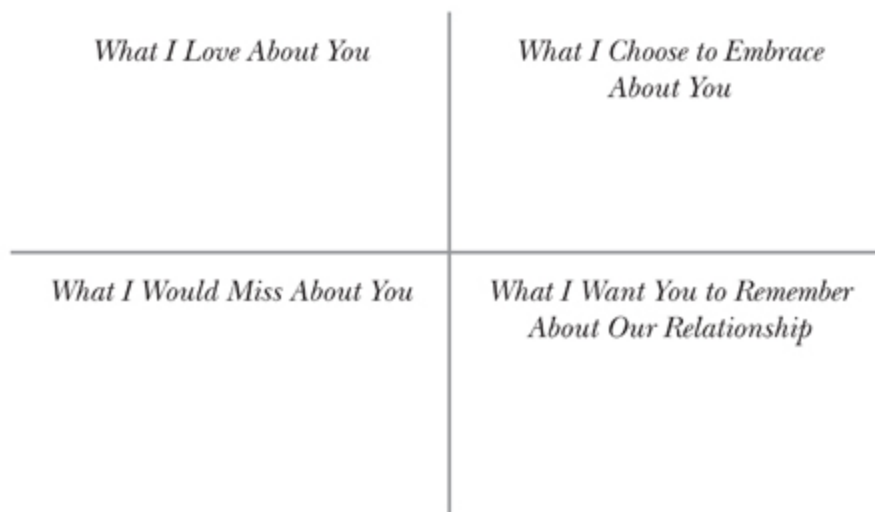 What I Love About You
What I Choose to Embrace
About You
What I Would Miss About You
What I Want You to Remember
About Our Relationship